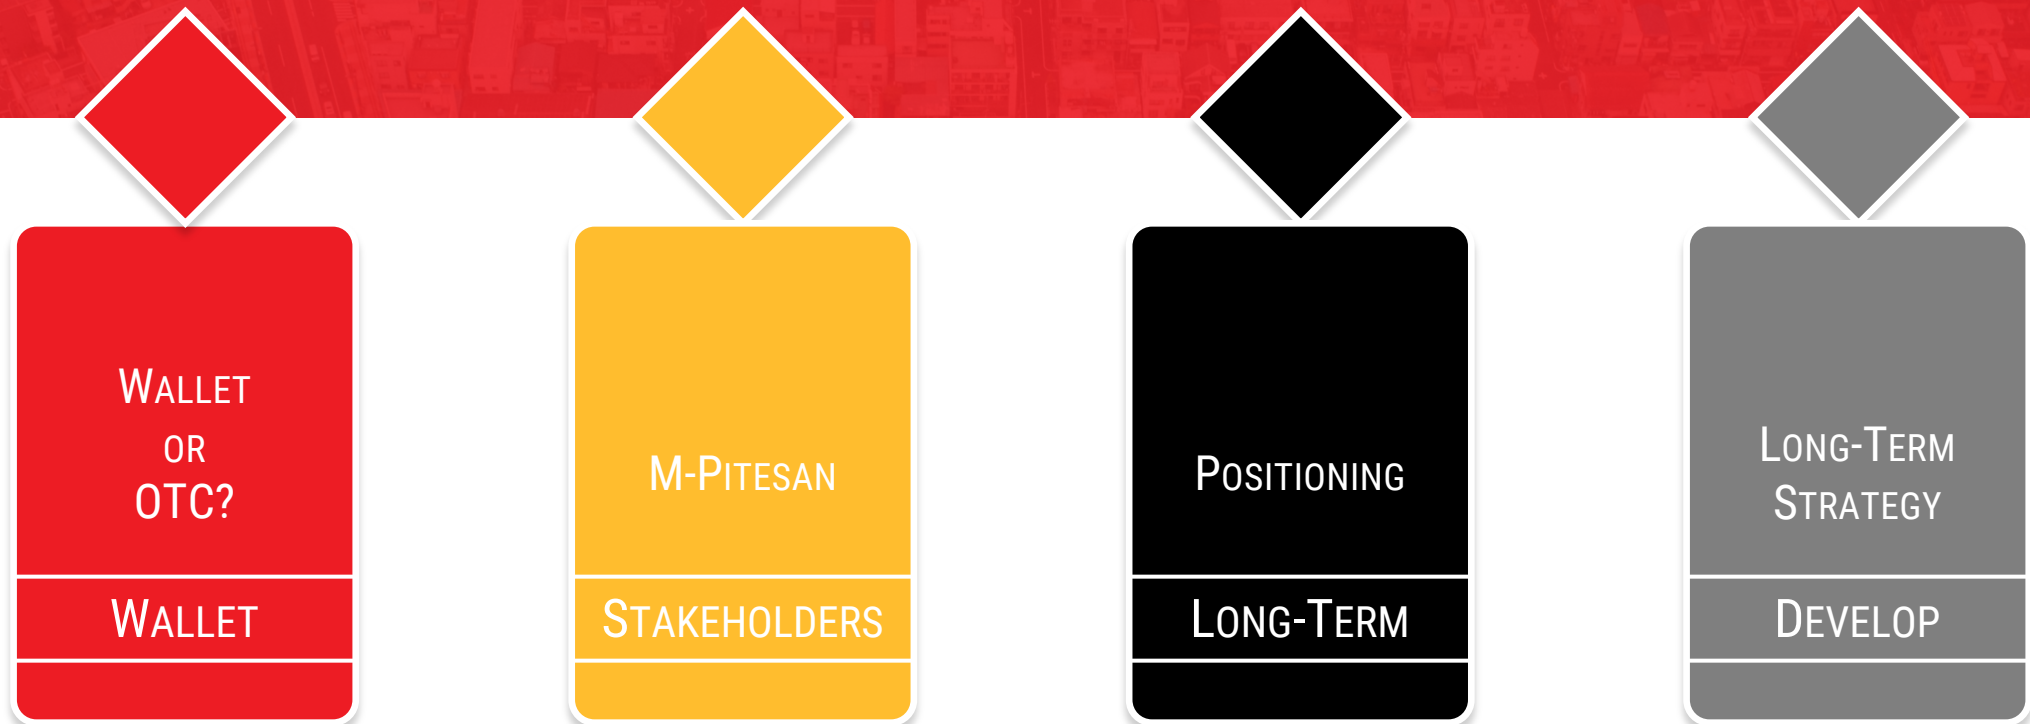 Wallet
or
OTC?
Wallet
M-Pitesan
Stakeholders
Positioning
Long-Term
Long-Term
Strategy
Develop